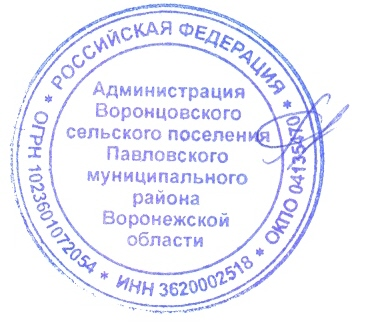 * РОССИЙСКАЯ ФЕДЕРАЦИЯ *
ОКПО 04135470
* ИНН 3620002518 *
ОГРН 1023601072054
Администрация
Воронцовского
сельского поселения
Павловского
муниципального
района
Воронежской
области